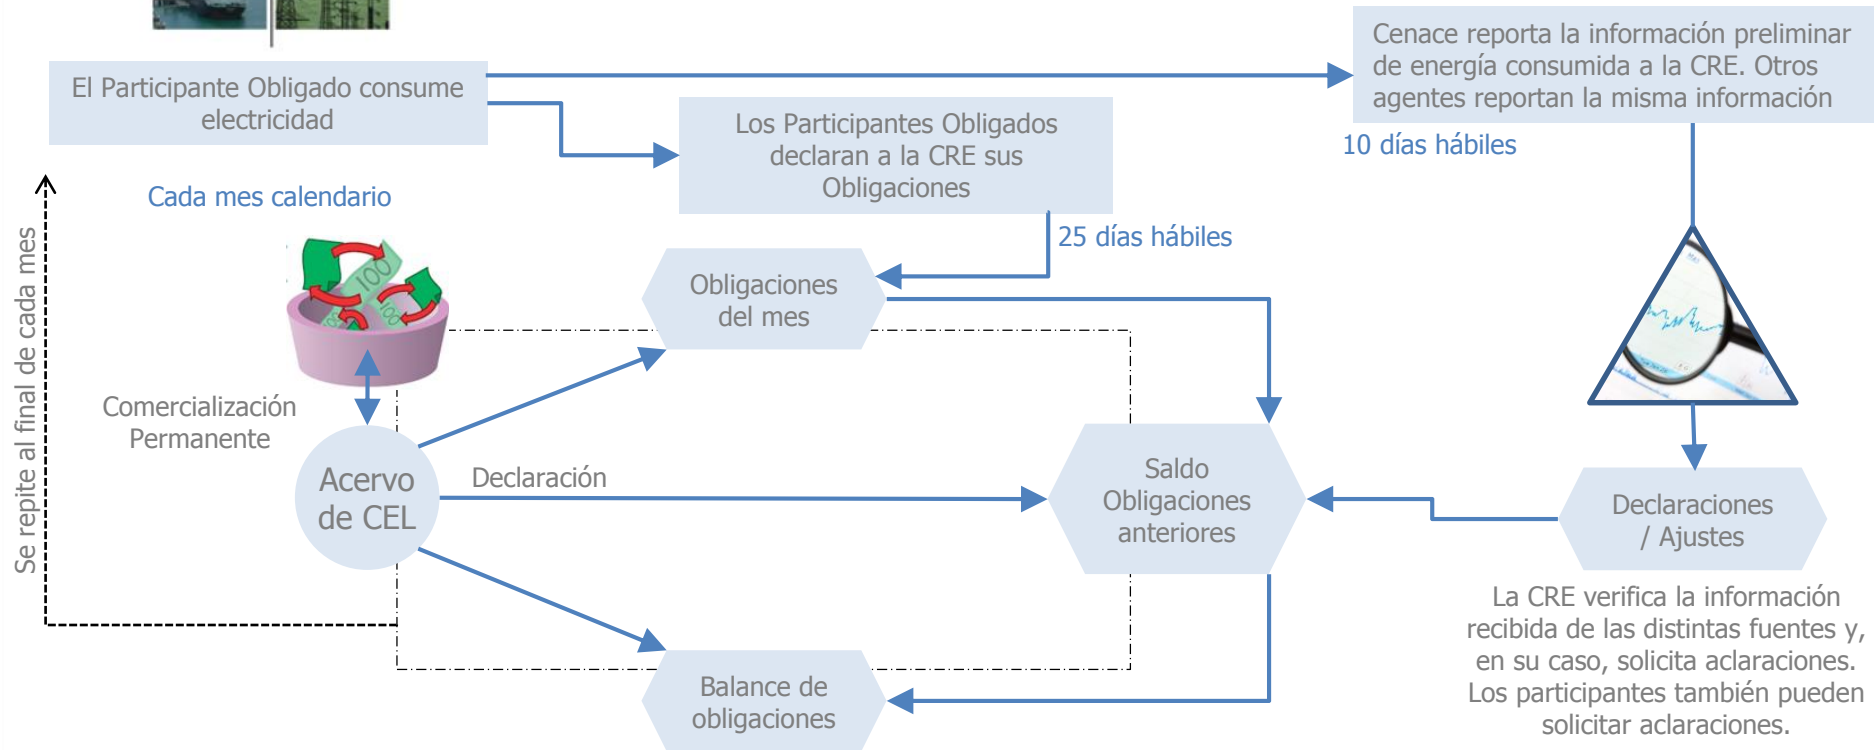 Cenace reporta la información preliminar
de energía consumida a la CRE. Otros
agentes reportan la misma información
El Participante Obligado consume
electricidad
Los Participantes Obligados
declaran a la CRE sus
Obligaciones
10 días hábiles
Cada mes calendario
25 días hábiles
Se repite al final de cada mes
Obligaciones
del mes
100
100
Comercialización
Permanente
Acervo
de CEL
Declaración
Saldo
Obligaciones
anteriores
Declaraciones
/ Ajustes
La CRE verifica la información
recibida de las distintas fuentes y,
en su caso, solicita aclaraciones.
Los participantes también pueden
solicitar aclaraciones.
Balance de
obligaciones